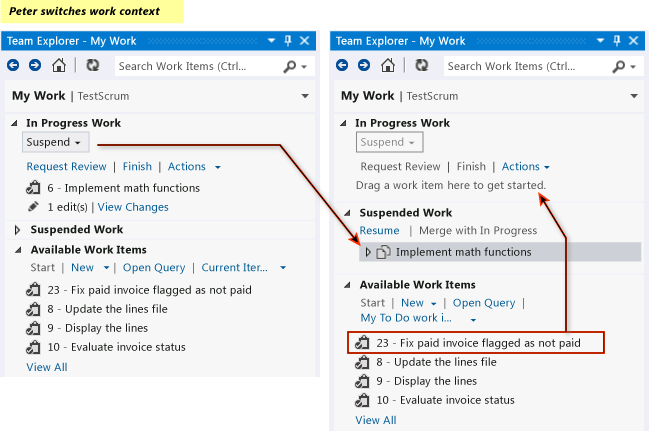 Peter switches work context
Team Explorer - My Work
Search Work Items (Ctrl...
My Work | TestScrum
In Progress Work
Suspend
Request Review | Finish | Actions
6 - Implement math functions
1 edit(s) | View Changes
Suspended Work
Available Work Items
Start | New | Open Query | Current Iter...
23 - Fix paid invoice flagged as not paid
8 - Update the lines file
9 - Display the lines
10 - Evaluate invoice status
View All
Team Explorer - My Work
Search Work Items (Ctrl...
My Work | TestScrum
In Progress Work
Suspend
Request Review | Finish | Actions
Drag a work item here to get started.
Suspended Work
Resume | Merge with In Progress
Implement math functions
Available Work Items
Start | New | Open Query |
My To Do work i...
23 - Fix paid invoice flagged as not paid
8 - Update the lines file
9 - Display the lines
10 - Evaluate invoice status
View All